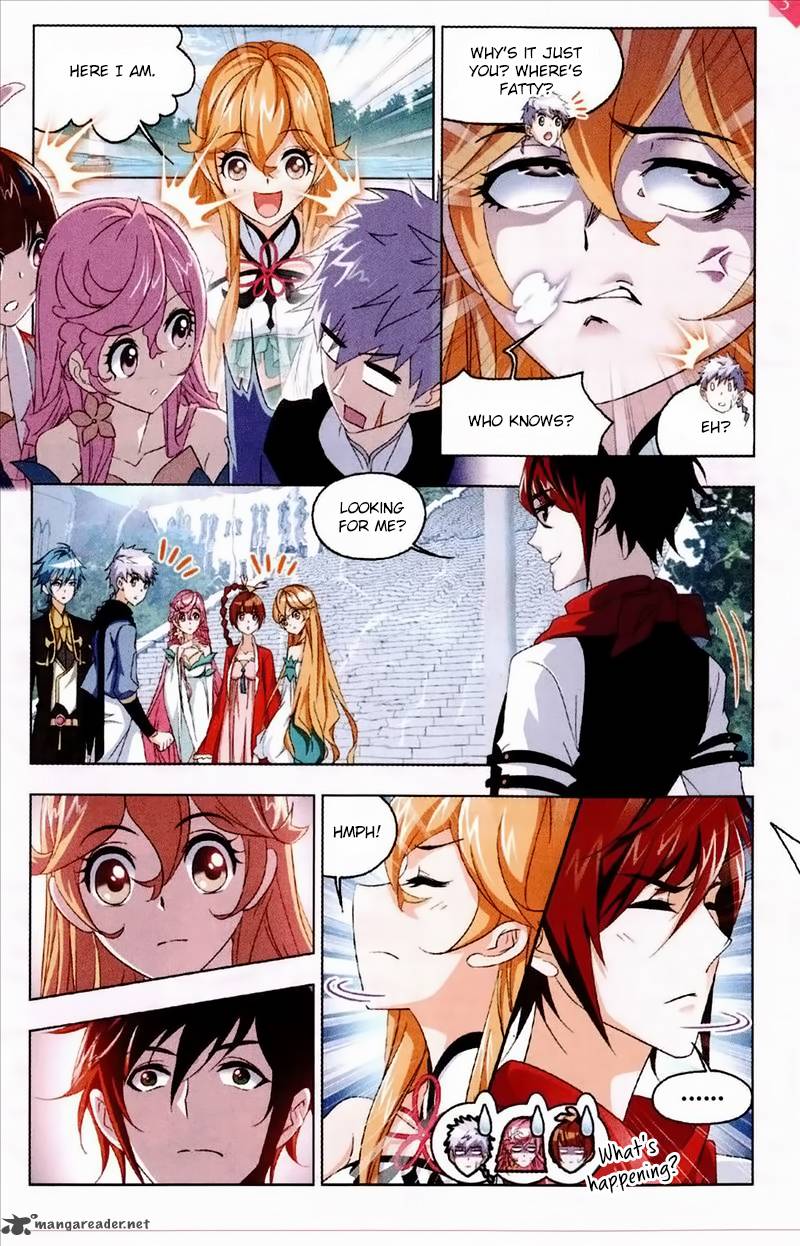 3
HERE I AM.
WHY'S IT JUST
YOU? WHERE'S
FATTY?
WHO KNOWS?
EH?
LOOKING
FOR ME?
HMPH!
......
What's
happening?
mangareader.net